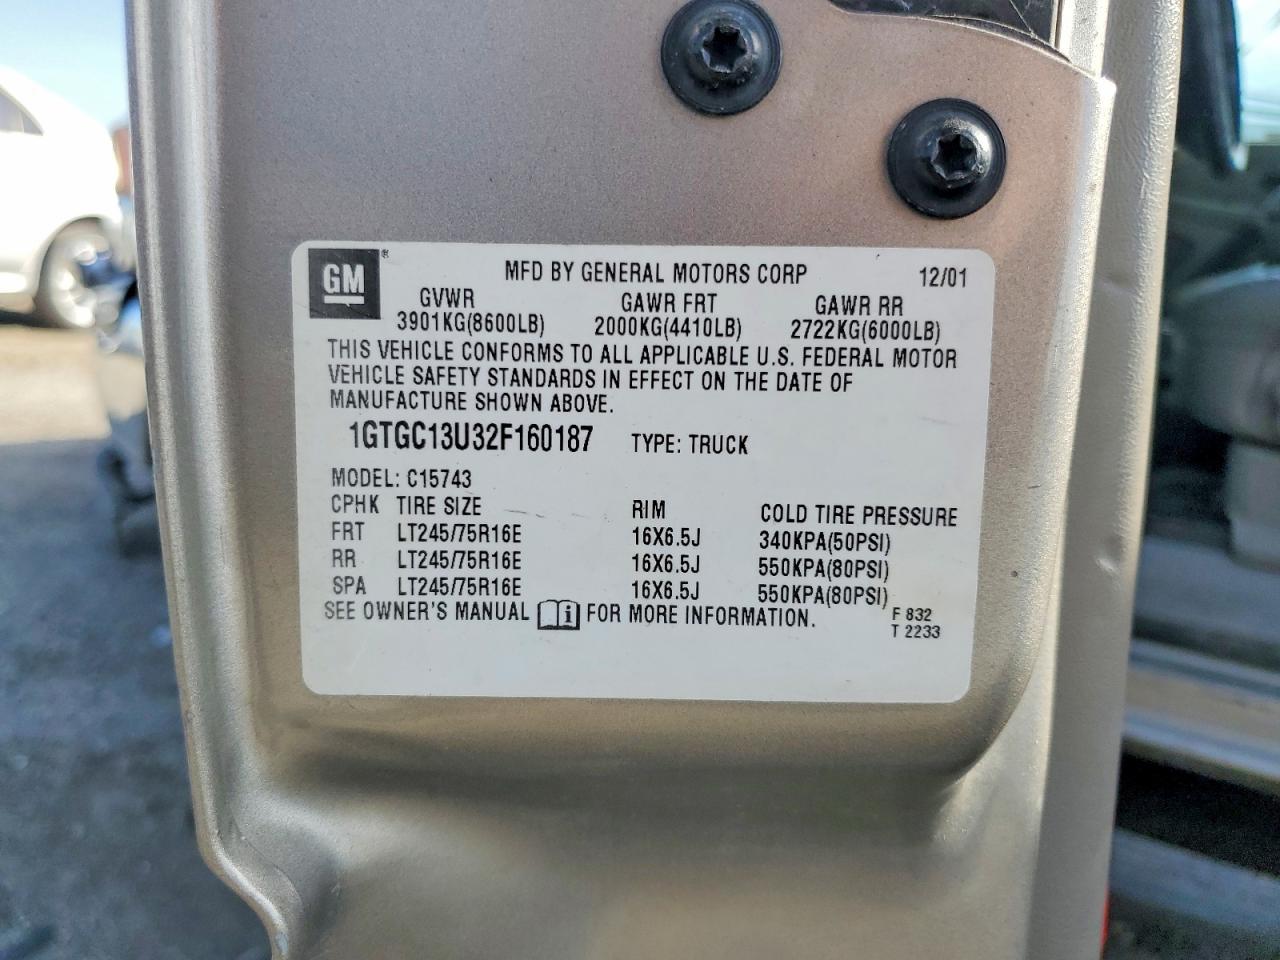 GM ®
MFD BY GENERAL MOTORS CORP 12/01
GVWR GAWR FRT GAWR RR
3901KG(8600LB) 2000KG(4410LB) 2722KG(6000LB)
THIS VEHICLE CONFORMS TO ALL APPLICABLE U.S. FEDERAL MOTOR
VEHICLE SAFETY STANDARDS IN EFFECT ON THE DATE OF
MANUFACTURE SHOWN ABOVE.
1GTGC13U32F160187 TYPE: TRUCK
MODEL: C15743
CPHK TIRE SIZE RIM COLD TIRE PRESSURE
FRT LT245/75R16E 16X6.5J 340KPA(50PSI)
RR LT245/75R16E 16X6.5J 550KPA(80PSI)
SPA LT245/75R16E 16X6.5J 550KPA(80PSI)
SEE OWNER'S MANUAL i FOR MORE INFORMATION.
F 832
T 2233